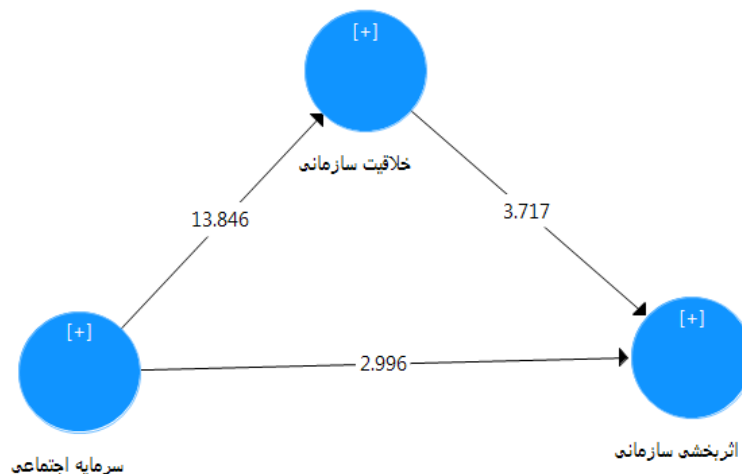 [+]
خلاقیت سازمانی
13.846
3.717
[+]
[+]
2.996
اثربخشی سازمانی
سرمایه اجتماعی